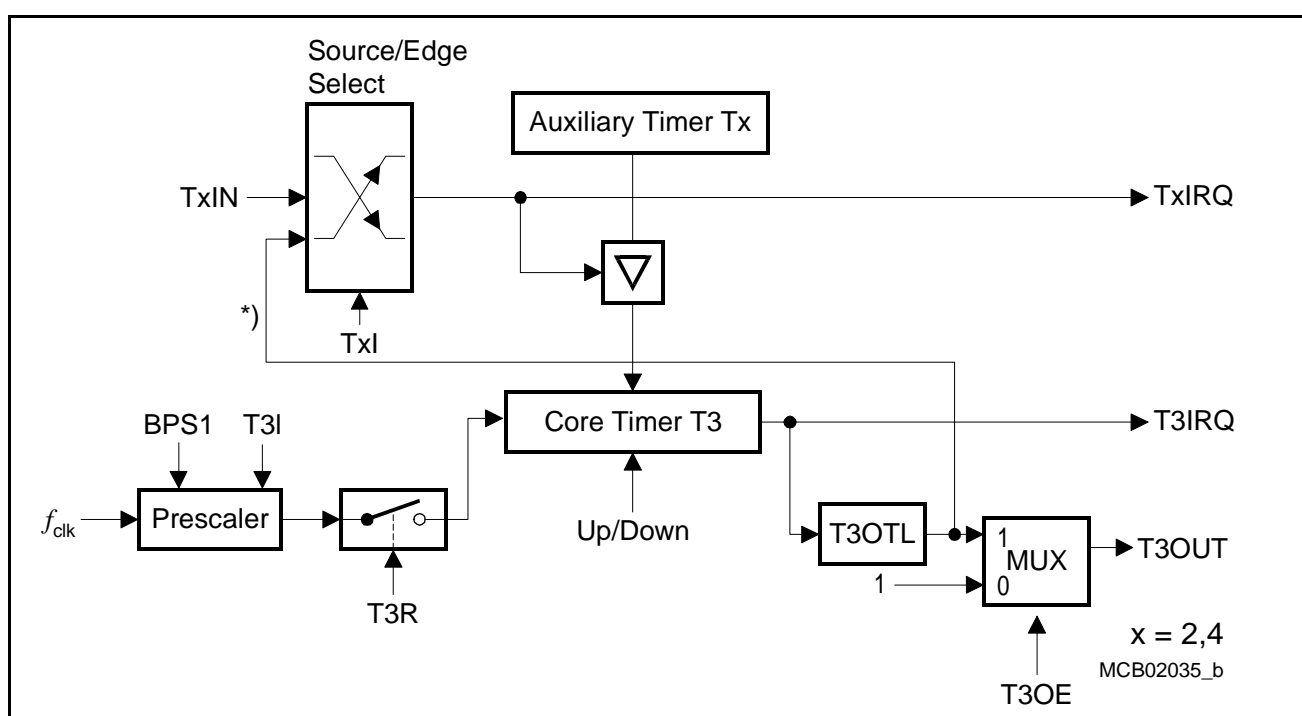 Source/Edge
Select
Auxiliary Timer Tx
TxIN
TxIRQ
*)
TxI
BPS1
T3I
Core Timer T3
T3IRQ
fclk
Prescaler
Up/Down
T3OTL
1
MUX
T3OUT
1
0
T3R
x = 2,4
MCB02035_b
T3OE